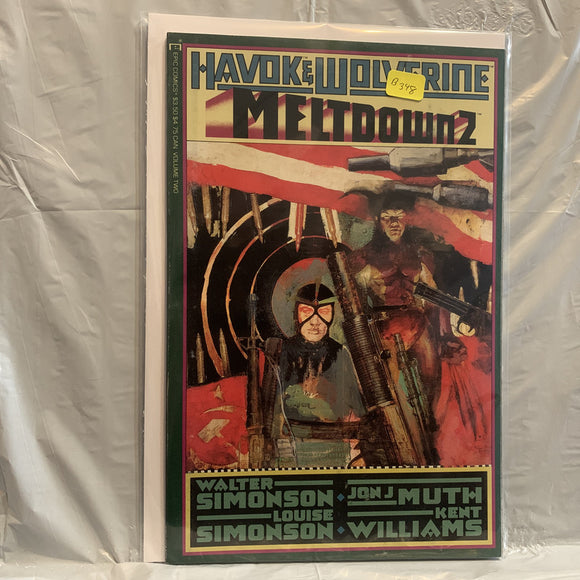 EPIC COMICS® $3.50 $4.75 CAN. VOLUME TWO
HAVOK & WOLVERINE
B348
MELTDOWN 2
WALTER SIMONSON • JON J MUTH
LOUISE SIMONSON • KENT WILLIAMS